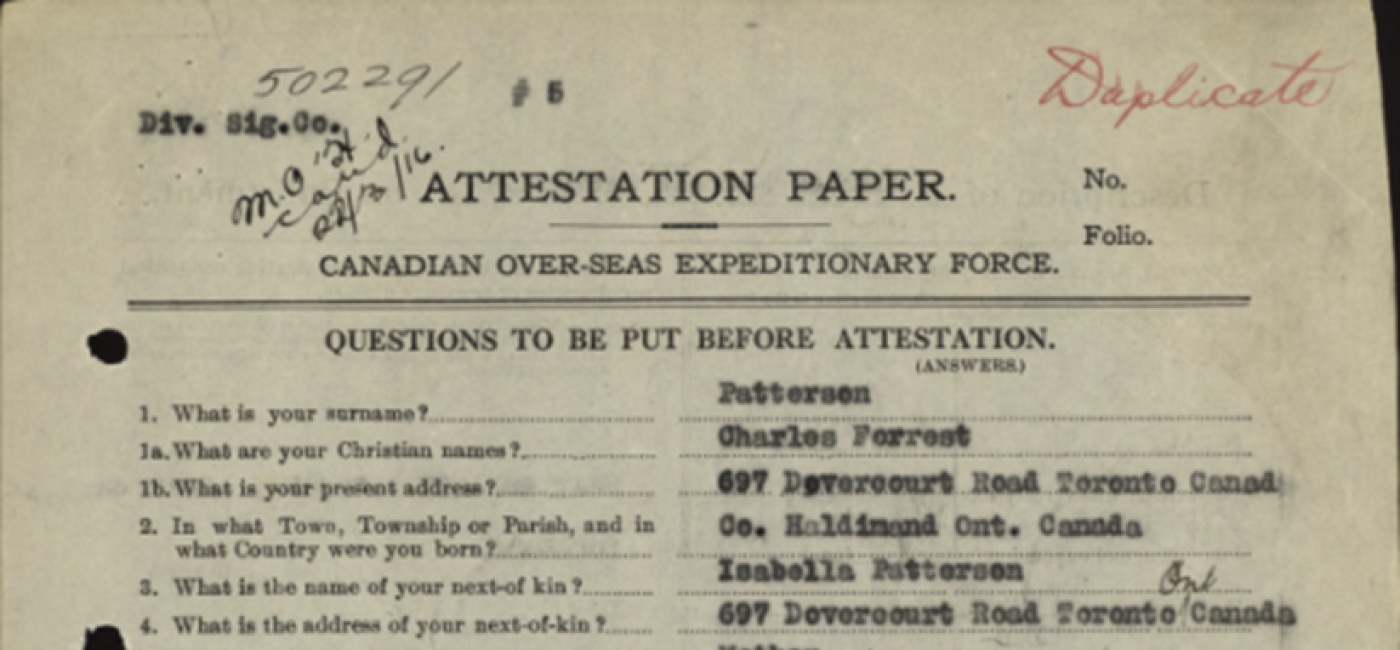 502291
# 5
Duplicate
Div. Sig.Co.
M.O '24
22/12/16.
ATTESTATION PAPER.
No.
Folio.
CANADIAN OVER-SEAS EXPEDITIONARY FORCE.
QUESTIONS TO BE PUT BEFORE ATTESTATION.
(ANSWERS.)
1. What is your surname? Patterson
1a. What are your Christian names? Charles Forrest
1b. What is your present address? 697 Dovercourt Road Toronto Canad
2. In what Town, Township or Parish, and in
what Country were you born? Co. Haldimand Ont. Canada
3. What is the name of your next-of kin? Isabella Patterson
Ont
4. What is the address of your next-of-kin? 697 Dovercourt Road Toronto/Canada